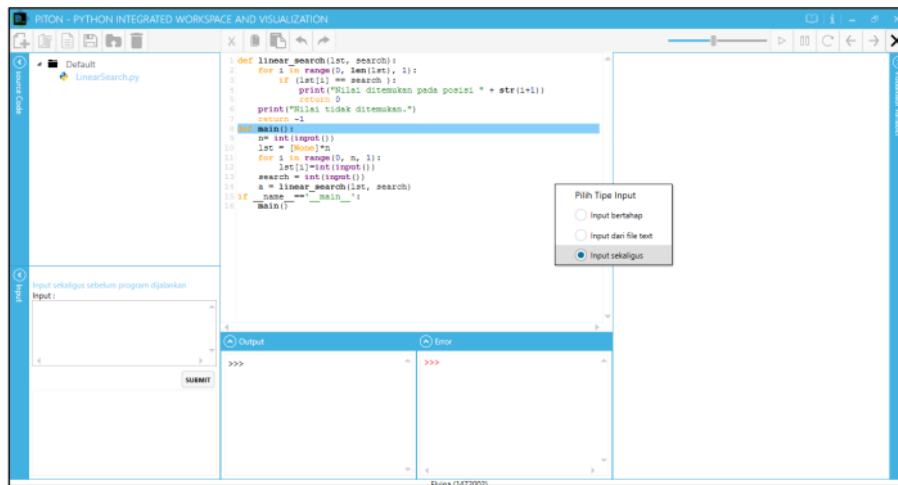 PITON - PYTHON INTEGRATED WORKSPACE AND VISUALIZATION
Source Code
Default
LinearSearch.py
1 def linear_search(lst, search):
2 for i in range(0, len(lst), 1):
3 if (lst[i] == search ):
4 print("Nilai ditemukan pada posisi " + str(i+1))
5 return 0
6 print("Nilai tidak ditemukan.")
7 return -1
8 def main():
9 n= int(input())
10 lst = [None]*n
11 for i in range(0, n, 1):
12 lst[i]=int(input())
13 search = int(input())
14 a = linear_search(lst, search)
15 if __name__=='__main__':
16 main()
Pilih Tipe Input
Input bertahap
Input dari file text
Input sekaligus
Input
Input sekaligus sebelum program dijalankan
Input :
SUBMIT
Output
>>>
Error
>>>